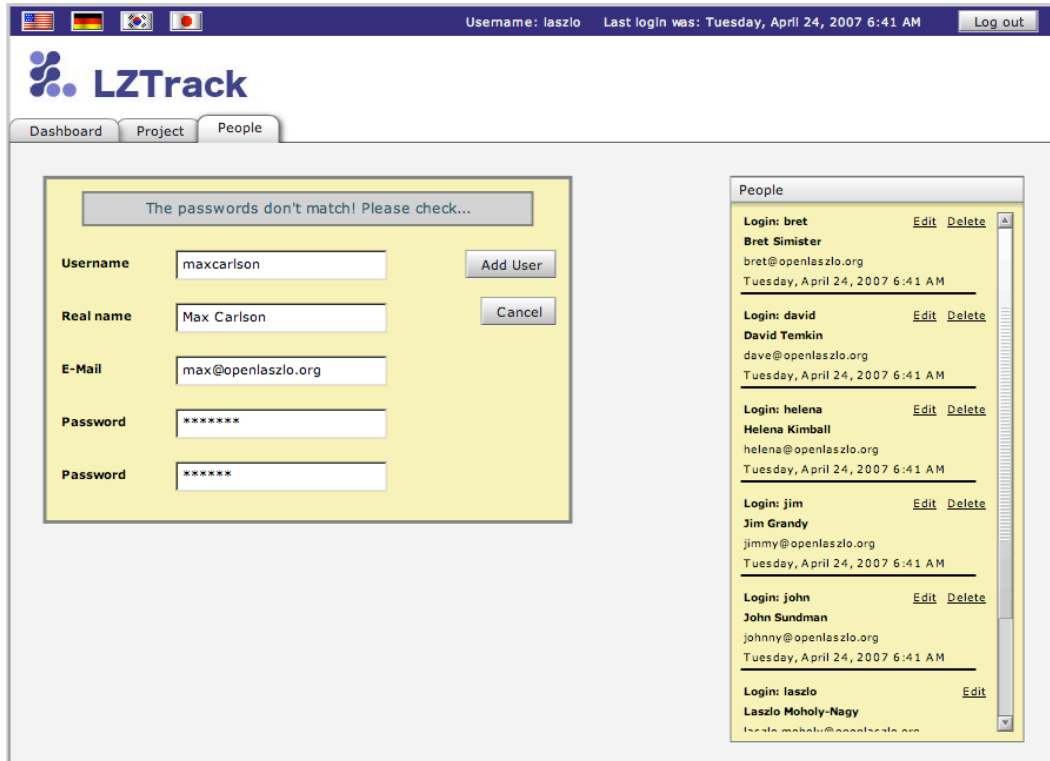 Username: laszlo Last login was: Tuesday, April 24, 2007 6:41 AM Log out
LZTrack
Dashboard Project People
The passwords don't match! Please check...
Username maxcarlson Add User
Real name Max Carlson Cancel
E-Mail max@openlaszlo.org
Password *******
Password ******
People
Login: bret Edit Delete
Bret Simister
bret@openlaszlo.org
Tuesday, April 24, 2007 6:41 AM
Login: david Edit Delete
David Temkin
dave@openlaszlo.org
Tuesday, April 24, 2007 6:41 AM
Login: helena Edit Delete
Helena Kimball
helena@openlaszlo.org
Tuesday, April 24, 2007 6:41 AM
Login: jim Edit Delete
Jim Grandy
jimmy@openlaszlo.org
Tuesday, April 24, 2007 6:41 AM
Login: john Edit Delete
John Sundman
johnny@openlaszlo.org
Tuesday, April 24, 2007 6:41 AM
Login: laszlo Edit
Laszlo Moholy-Nagy